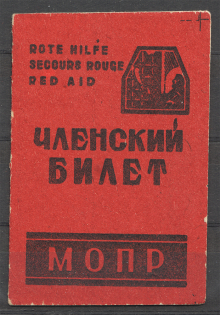 ROTE HILFE
SECOURS ROUGE
RED AID
ЧЛЕНСКИЙ
БИЛЕТ
МОПР